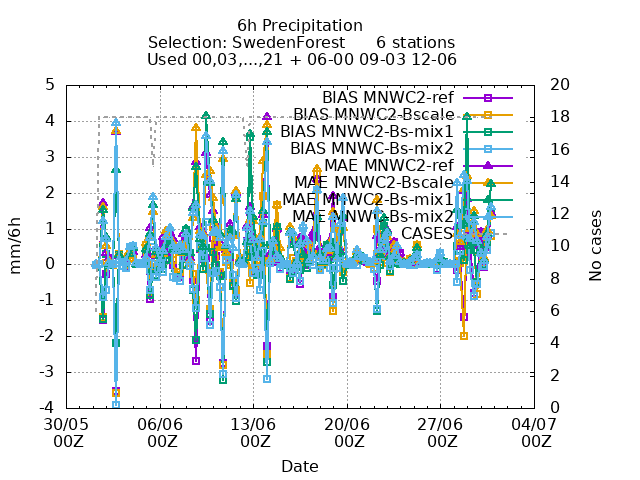 6h Precipitation
Selection: SwedenForest 6 stations
Used 00,03,...,21 + 06-00 09-03 12-06
BIAS MNWC2-ref
BIAS MNWC2-Bscale
BIAS MNWC2-Bs-mix1
BIAS MNWC-Bs-mix2
MAE MNWC2-ref
MAE MNWC2-Bscale
MAE MNWC2-Bs-mix1
MAE MNWC-Bs-mix2
CASES
5
4
3
2
1
0
-1
-2
-3
-4
mm/6h
20
18
16
14
12
10
8
6
4
2
0
No cases
30/05 06/06 13/06 20/06 27/06 04/07
00Z 00Z 00Z 00Z 00Z 00Z
Date